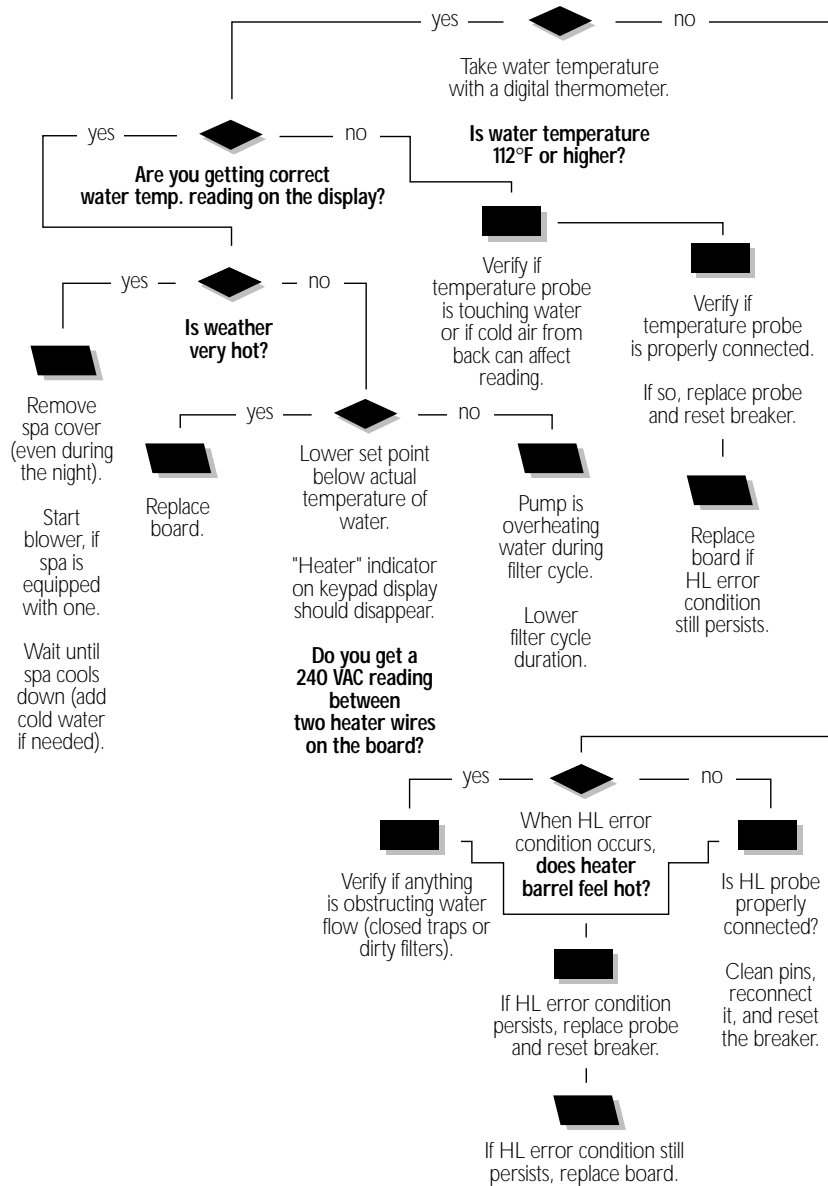 yes
no
Take water temperature
with a digital thermometer.
Is water temperature
112°F or higher?
yes
no
Are you getting correct
water temp. reading on the display?
Verify if
temperature probe
is touching water
or if cold air from
back can affect
reading.
Verify if
temperature probe
is properly connected.
If so, replace probe
and reset breaker.
Replace
board if
HL error
condition
still persists.
yes
no
Is weather
very hot?
Remove
spa cover
(even during
the night).
Start
blower, if
spa is
equipped
with one.
Wait until
spa cools
down (add
cold water
if needed).
yes
no
Replace
board.
Lower set point
below actual
temperature of
water.
"Heater" indicator
on keypad display
should disappear.
Do you get a
240 VAC reading
between
two heater wires
on the board?
Pump is
overheating
water during
filter cycle.
Lower
filter cycle
duration.
yes
no
When HL error
condition occurs,
does heater
barrel feel hot?
Verify if anything
is obstructing water
flow (closed traps or
dirty filters).
Is HL probe
properly
connected?
Clean pins,
reconnect
it, and reset
the breaker.
If HL error condition
persists, replace probe
and reset breaker.
If HL error condition still
persists, replace board.